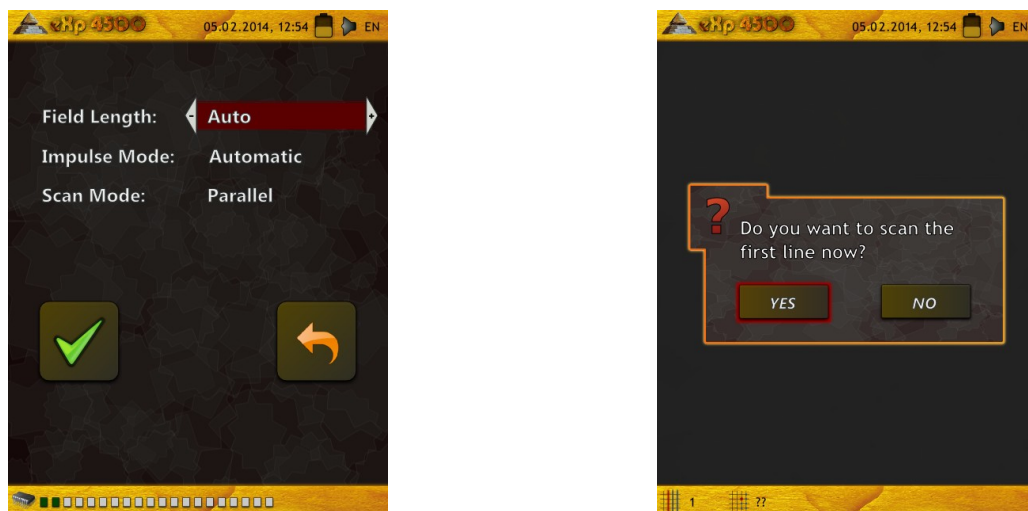 eXp 4500 05.02.2014, 12:54 EN
Field Length: - Auto +
Impulse Mode: Automatic
Scan Mode: Parallel
eXp 4500 05.02.2014, 12:54 EN
?
Do you want to scan the
first line now?
YES NO
1 ??